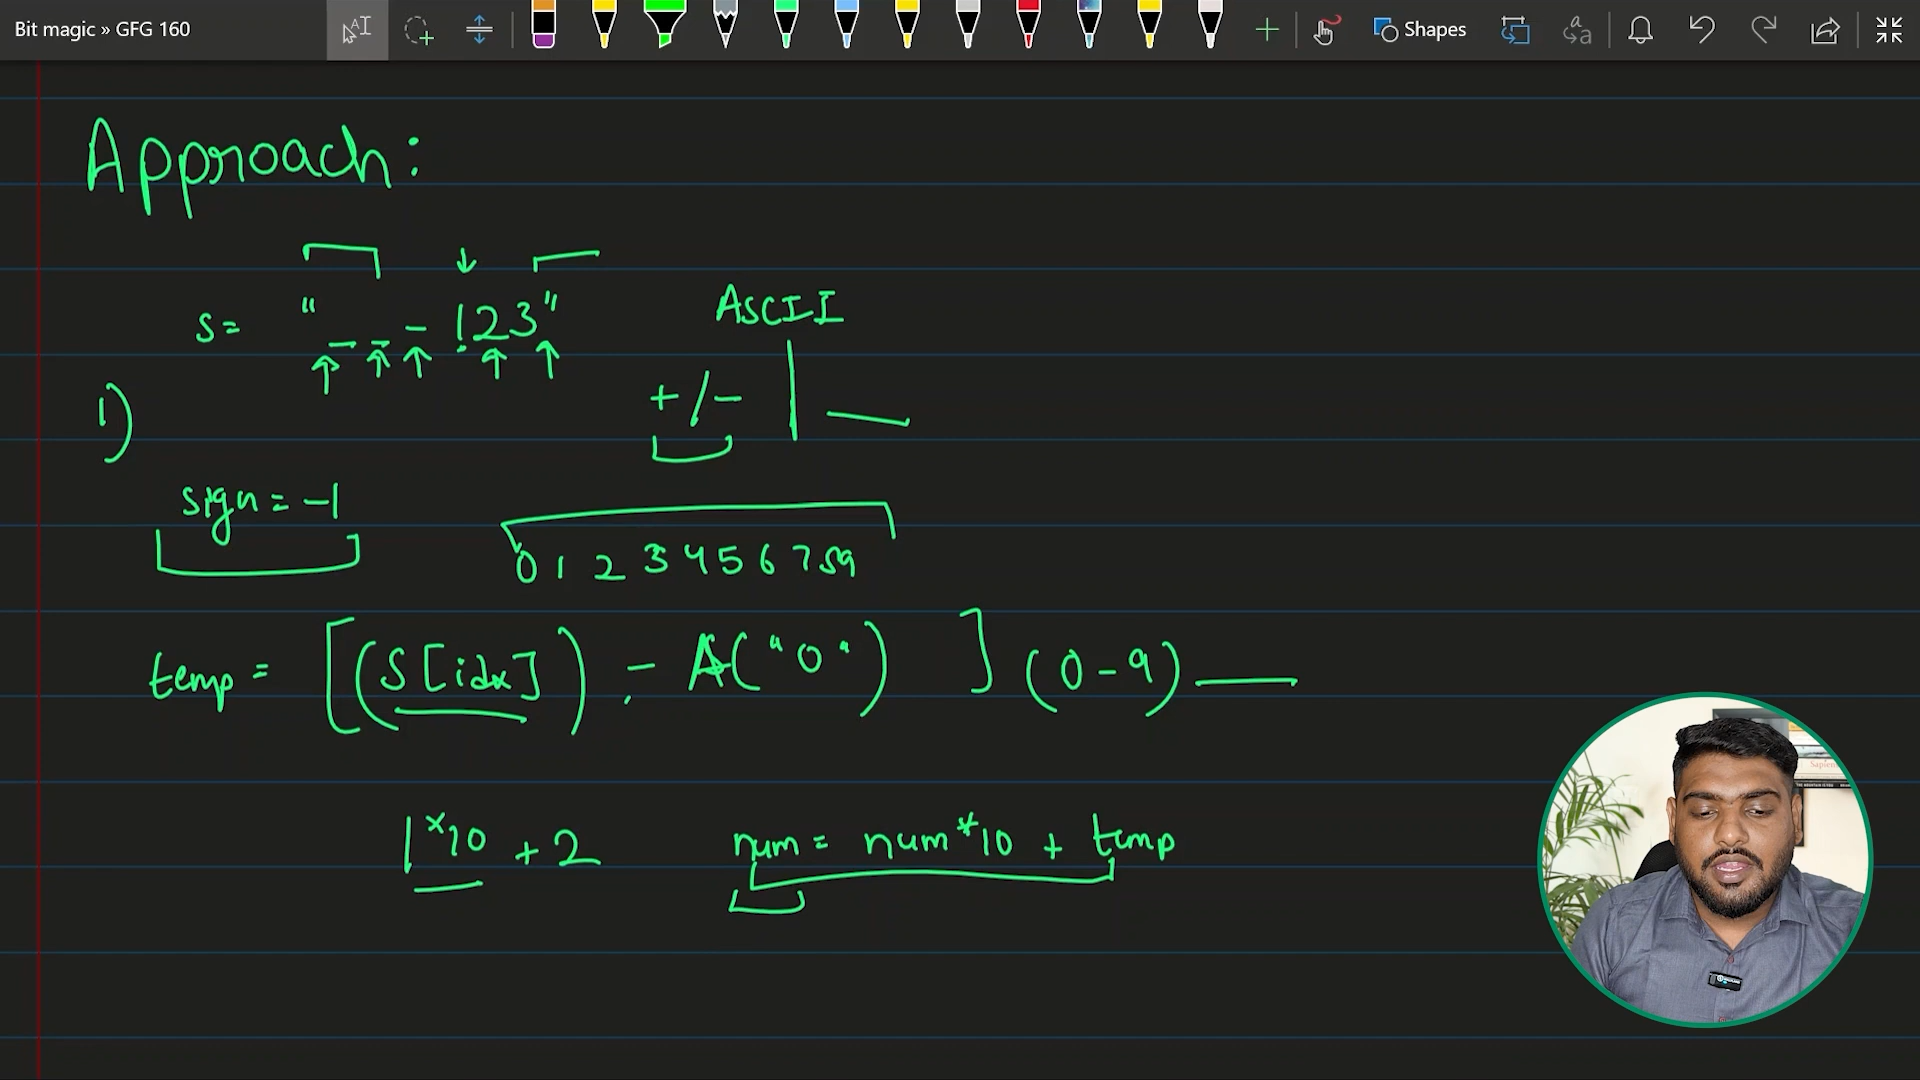 Bit magic » GFG 160
Shapes
Approach:
s= " - 123"
ASCII
+/-
1)
sign = -1
0 1 2 3 4 5 6 7 8 9
temp = [(S[idx]) - A("0")] (0-9)
1*10 + 2
num = num*10 + temp
Sapiens